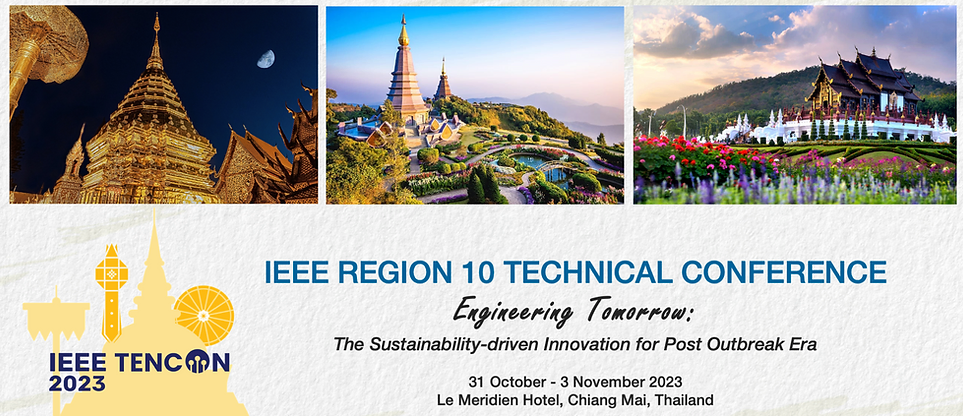 IEEE REGION 10 TECHNICAL CONFERENCE
Engineering Tomorrow:
The Sustainability-driven Innovation for Post Outbreak Era
IEEE TENCON
2023
31 October - 3 November 2023
Le Meridien Hotel, Chiang Mai, Thailand